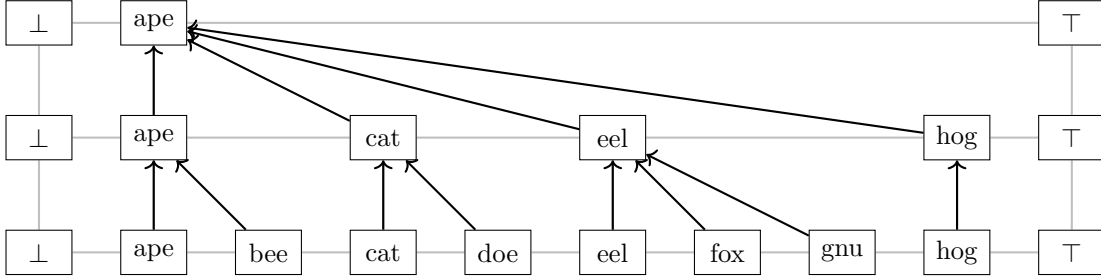 ⊥ ape ⊤
⊥ ape cat eel hog ⊤
⊥ ape bee cat doe eel fox gnu hog ⊤